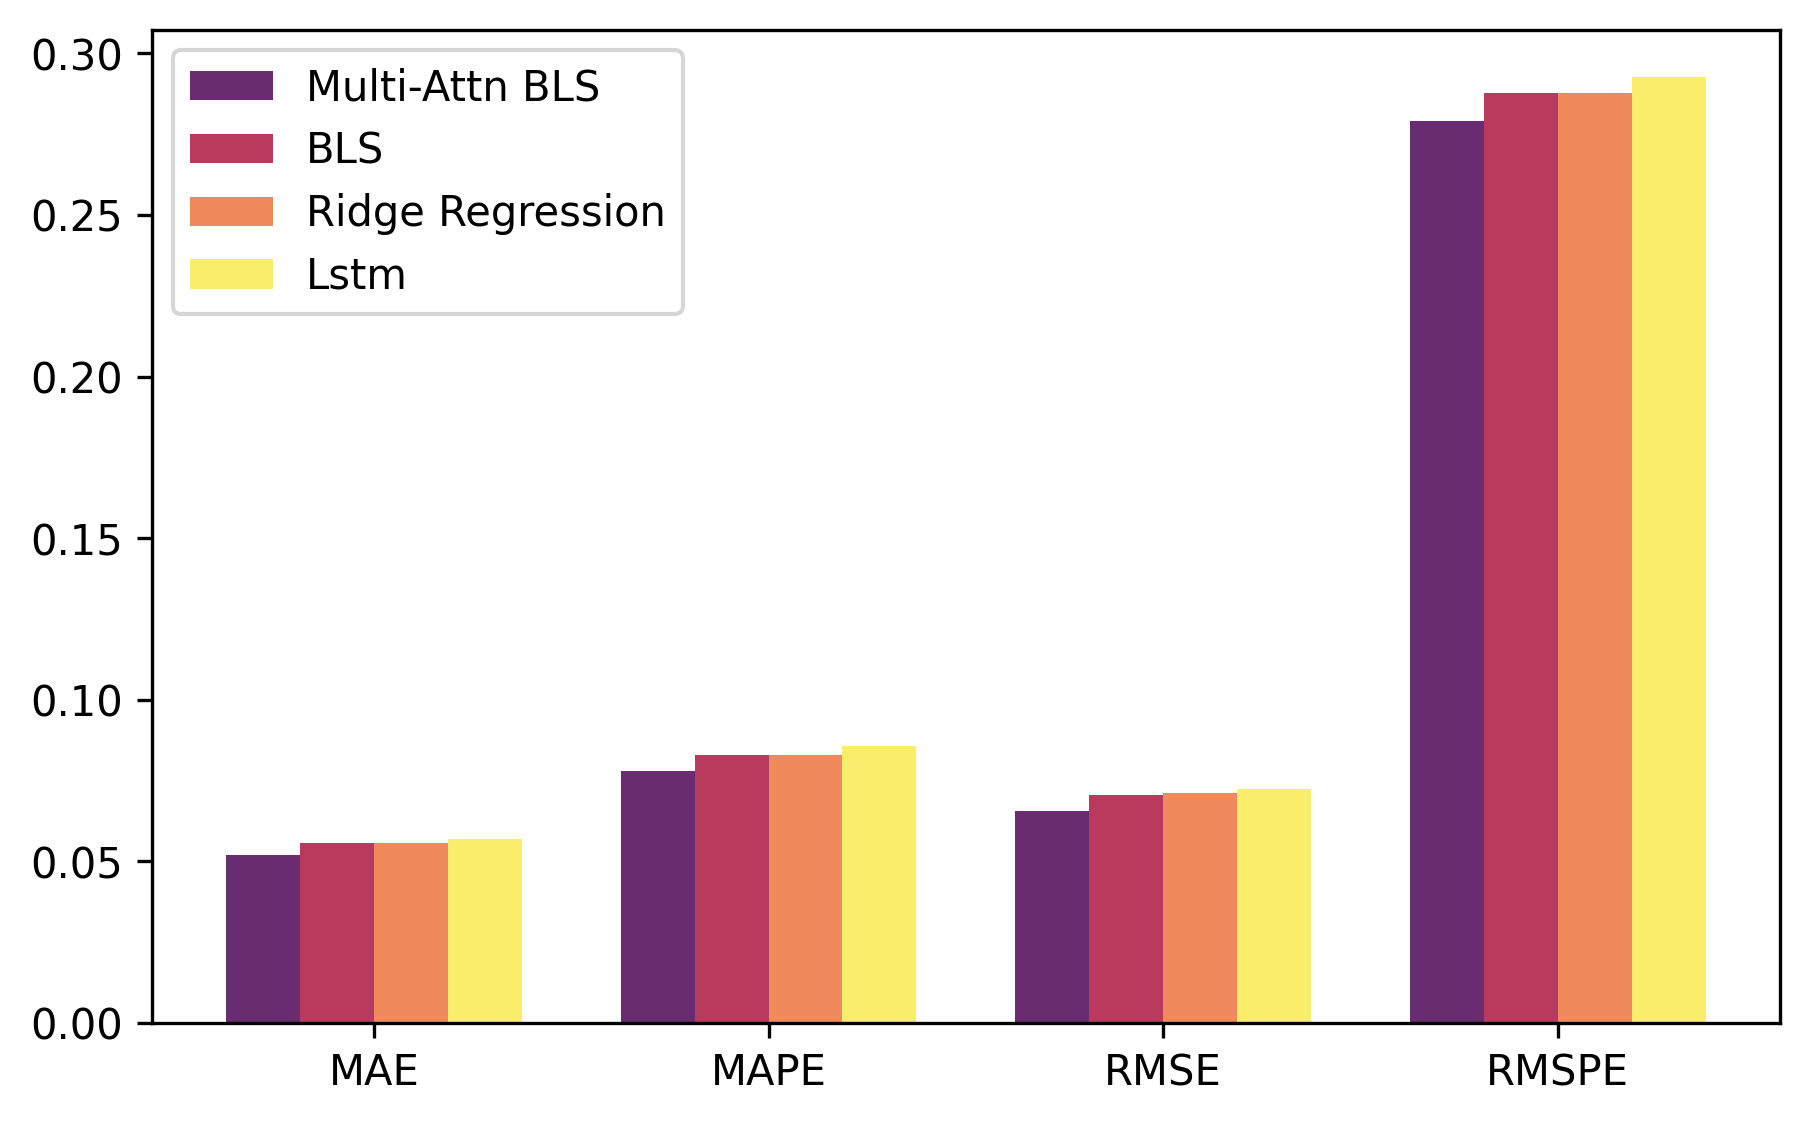 0.30
0.25
0.20
0.15
0.10
0.05
0.00
Multi-Attn BLS
BLS
Ridge Regression
Lstm
MAE
MAPE
RMSE
RMSPE